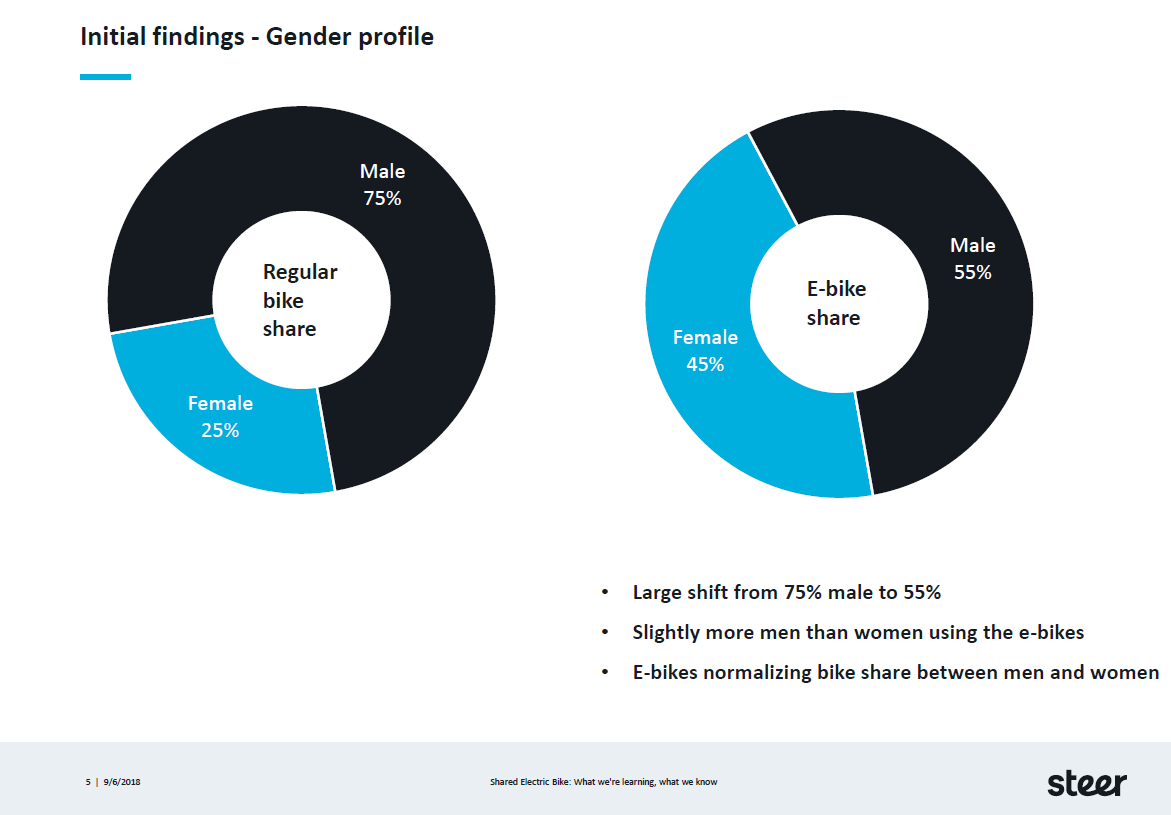 Initial findings - Gender profile
Male
75%
Regular
bike
share
Female
25%
Male
55%
E-bike
share
Female
45%
• Large shift from 75% male to 55%
• Slightly more men than women using the e-bikes
• E-bikes normalizing bike share between men and women
5 | 9/6/2018
Shared Electric Bike: What we're learning, what we know
steer